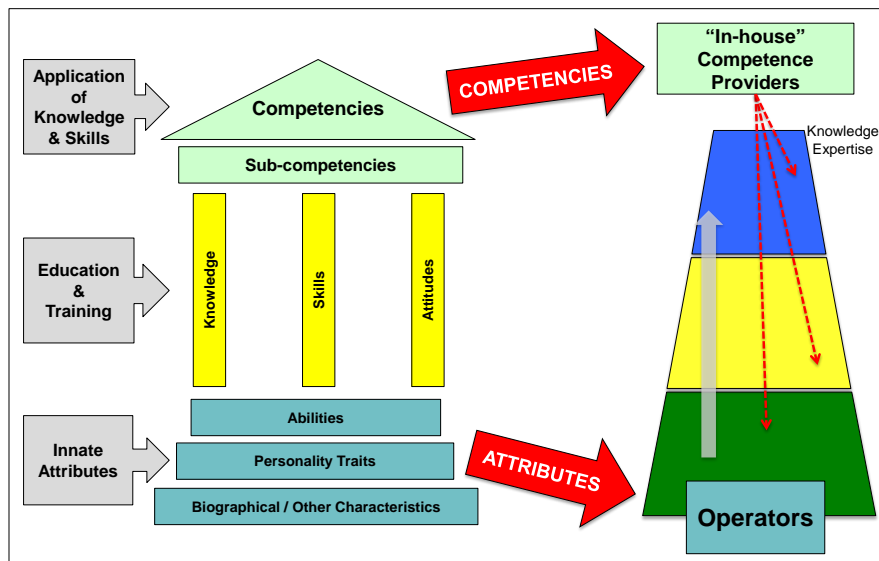 Application
of
Knowledge
& Skills
Education
&
Training
Innate
Attributes
Competencies
Sub-competencies
Knowledge
Skills
Attitudes
Abilities
Personality Traits
Biographical / Other Characteristics
COMPETENCIES
ATTRIBUTES
“In-house”
Competence
Providers
Knowledge
Expertise
Operators